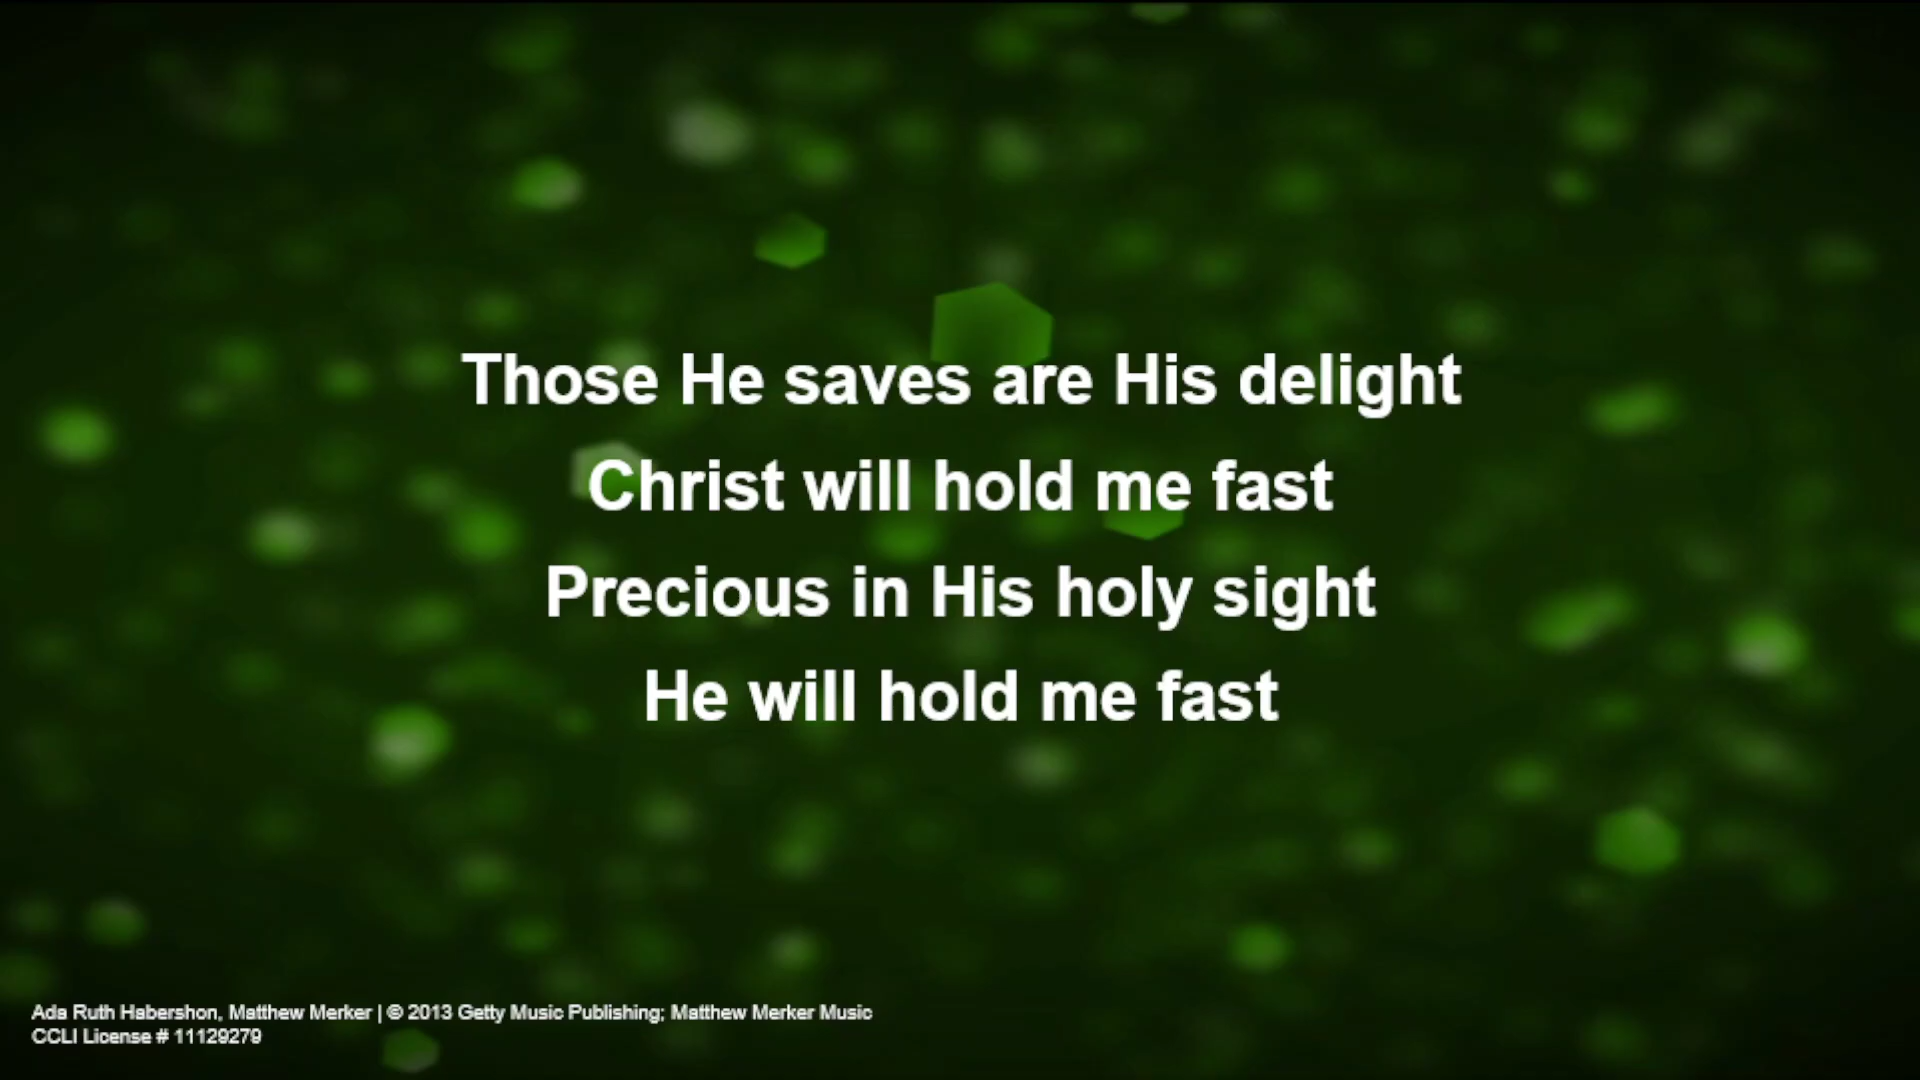 Those He saves are His delight
Christ will hold me fast
Precious in His holy sight
He will hold me fast
Ada Ruth Habershon, Matthew Merker | © 2013 Getty Music Publishing; Matthew Merker Music
CCLI License # 11129279